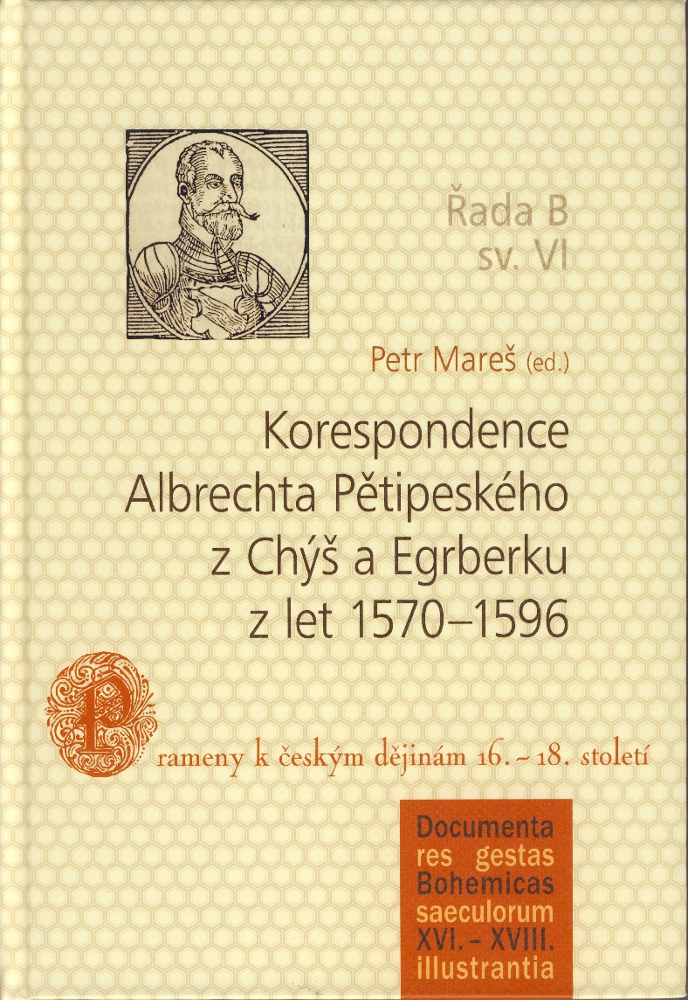 Řada B
sv. VI
Petr Mareš (ed.)
Korespondence
Albrechta Pětipeského
z Chýš a Egrberku
z let 1570–1596
Prameny k českým dějinám 16. – 18. století
Documenta
res gestas
Bohemicas
saeculorum
XVI. – XVIII.
illustrantia